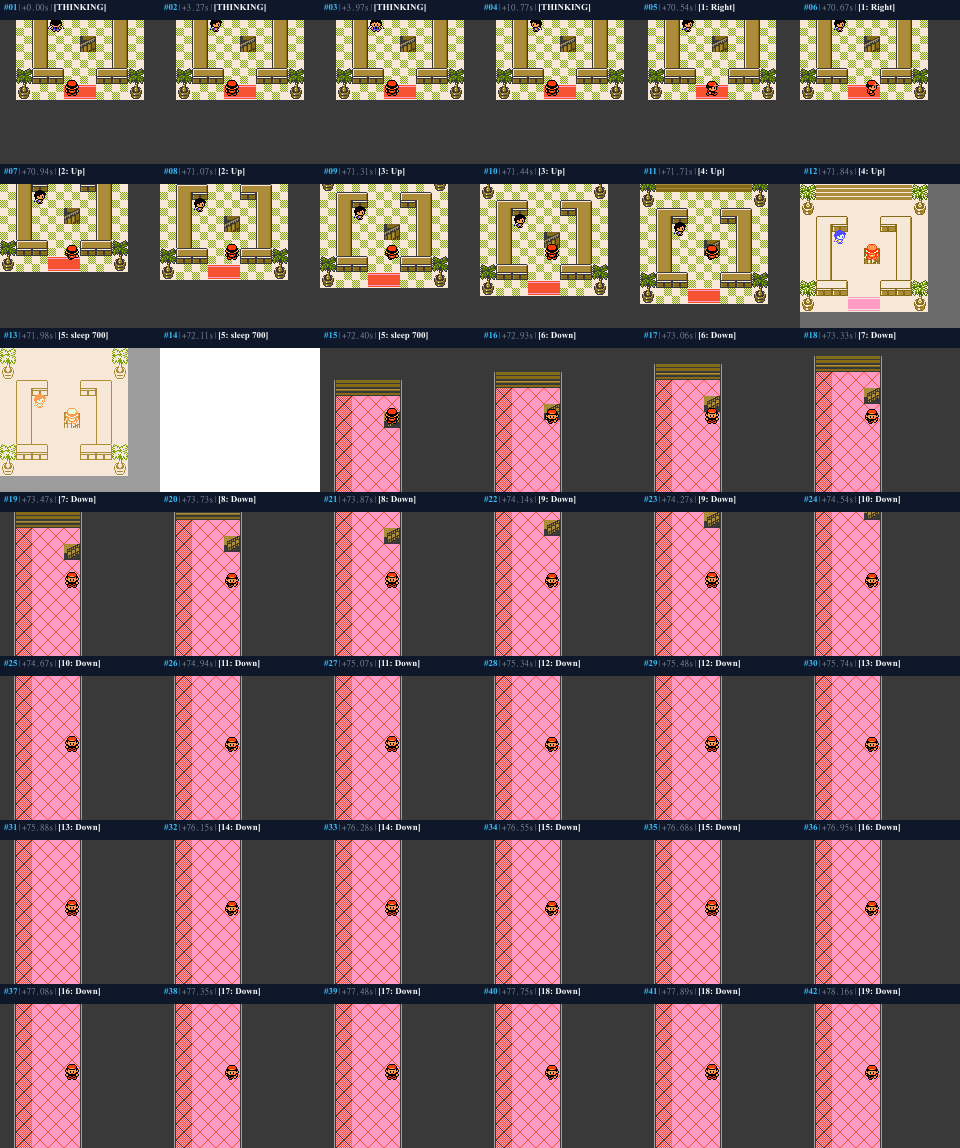 #01|+0.00s|[THINKING]
#02|+3.27s|[THINKING]
#03|+3.97s|[THINKING]
#04|+10.77s|[THINKING]
#05|+70.54s|[1: Right]
#06|+70.67s|[1: Right]
#07|+70.94s|[2: Up]
#08|+71.07s|[2: Up]
#09|+71.31s|[3: Up]
#10|+71.44s|[3: Up]
#11|+71.71s|[4: Up]
#12|+71.84s|[4: Up]
#13|+71.98s|[5: sleep 700]
#14|+72.11s|[5: sleep 700]
#15|+72.40s|[5: sleep 700]
#16|+72.93s|[6: Down]
#17|+73.06s|[6: Down]
#18|+73.33s|[7: Down]
#19|+73.47s|[7: Down]
#20|+73.73s|[8: Down]
#21|+73.87s|[8: Down]
#22|+74.14s|[9: Down]
#23|+74.27s|[9: Down]
#24|+74.54s|[10: Down]
#25|+74.67s|[10: Down]
#26|+74.94s|[11: Down]
#27|+75.07s|[11: Down]
#28|+75.34s|[12: Down]
#29|+75.48s|[12: Down]
#30|+75.74s|[13: Down]
#31|+75.88s|[13: Down]
#32|+76.15s|[14: Down]
#33|+76.28s|[14: Down]
#34|+76.55s|[15: Down]
#35|+76.68s|[15: Down]
#36|+76.95s|[16: Down]
#37|+77.08s|[16: Down]
#38|+77.35s|[17: Down]
#39|+77.48s|[17: Down]
#40|+77.75s|[18: Down]
#41|+77.89s|[18: Down]
#42|+78.16s|[19: Down]